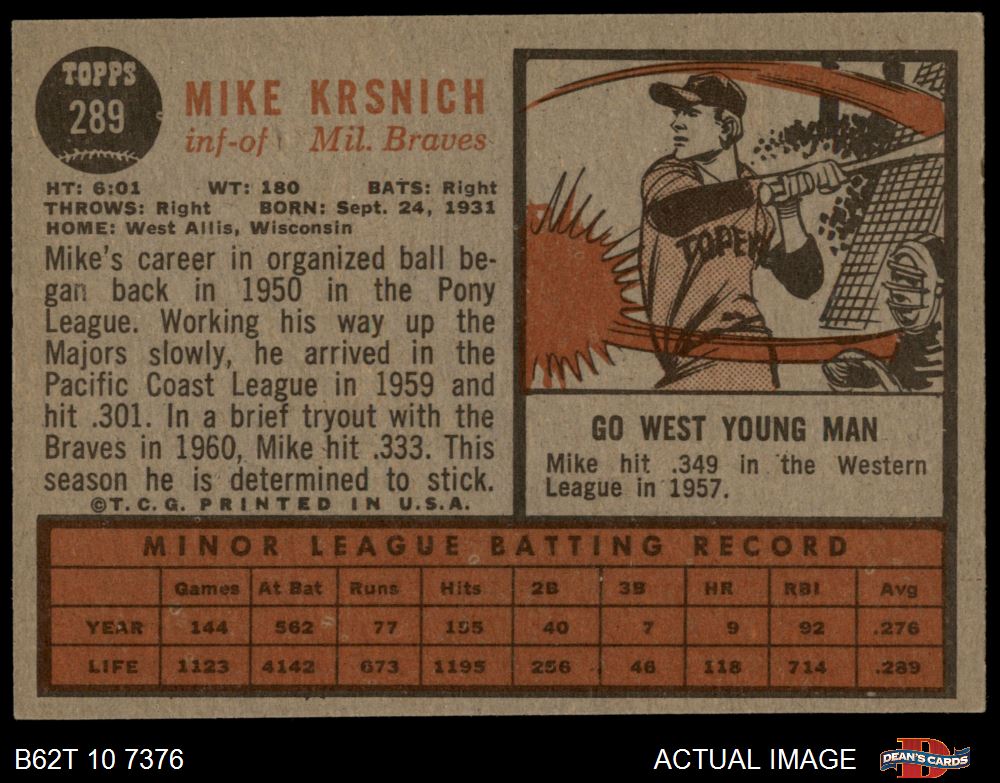 TOPPS
289
MIKE KRSNICH
inf-of Mil. Braves
HT: 6:01 WT: 180 BATS: Right
THROWS: Right BORN: Sept. 24, 1931
HOME: West Allis, Wisconsin
Mike's career in organized ball be-
gan back in 1950 in the Pony
League. Working his way up the
Majors slowly, he arrived in the
Pacific Coast League in 1959 and
hit .301. In a brief tryout with the
Braves in 1960, Mike hit .333. This
season he is determined to stick.
©T.C.G. PRINTED IN U.S.A.
TOPEK
GO WEST YOUNG MAN
Mike hit .349 in the Western
League in 1957.
MINOR LEAGUE BATTING RECORD
Games At Bat Runs Hits 2B 3B HR RBI Avg
YEAR 144 562 77 155 40 7 9 92 .276
LIFE 1123 4142 673 1195 256 46 118 714 .289
B62T 10 7376
ACTUAL IMAGE
DEAN'S CARDS